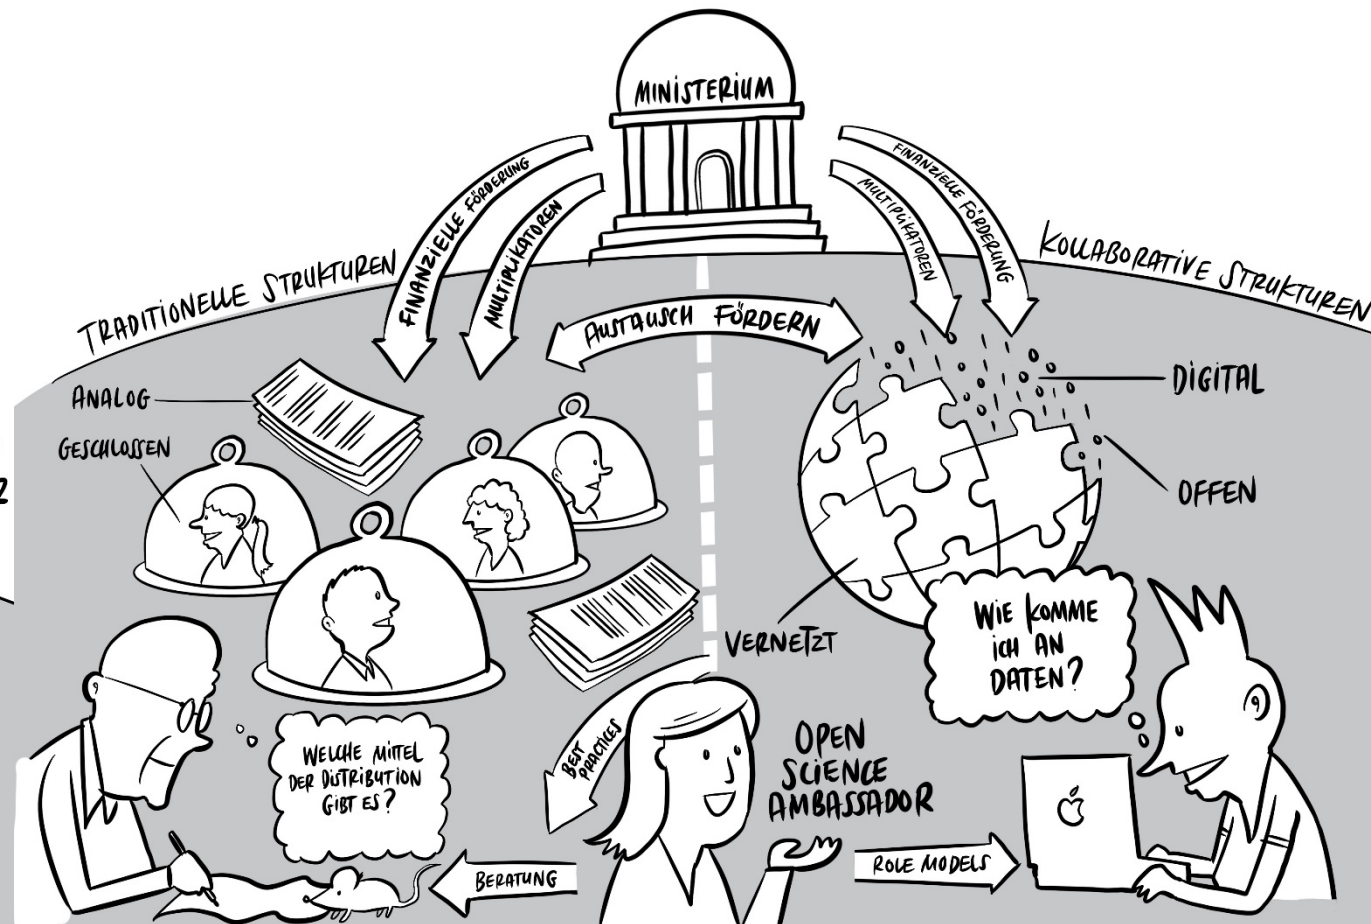 MINISTERIUM
FINANZIELLE FÖRDERUNG
MULTIPLIKATOREN
FINANZIELLE FÖRDERUNG
MULTIPLIKATOREN
TRADITIONELLE STRUKTUREN
KOLLABORATIVE STRUKTUREN
AUSTAUSCH FÖRDERN
ANALOG
GESCHLOSSEN
DIGITAL
OFFEN
VERNETZT
WIE KOMME
ICH AN
DATEN?
WELCHE MITTEL
DER DISTRIBUTION
GIBT ES?
BEST
PRACTICES
OPEN
SCIENCE
AMBASSADOR
BERATUNG
ROLE MODELS